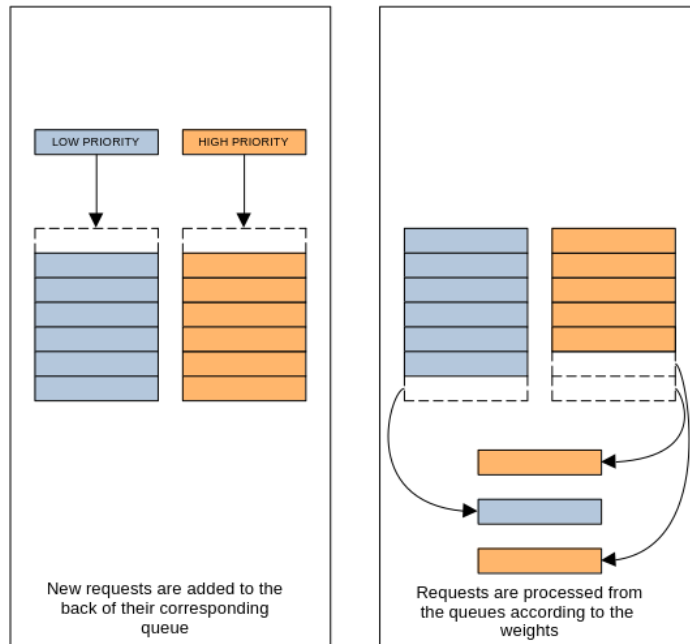 LOW PRIORITY
HIGH PRIORITY
New requests are added to the
back of their corresponding
queue
Requests are processed from
the queues according to the
weights